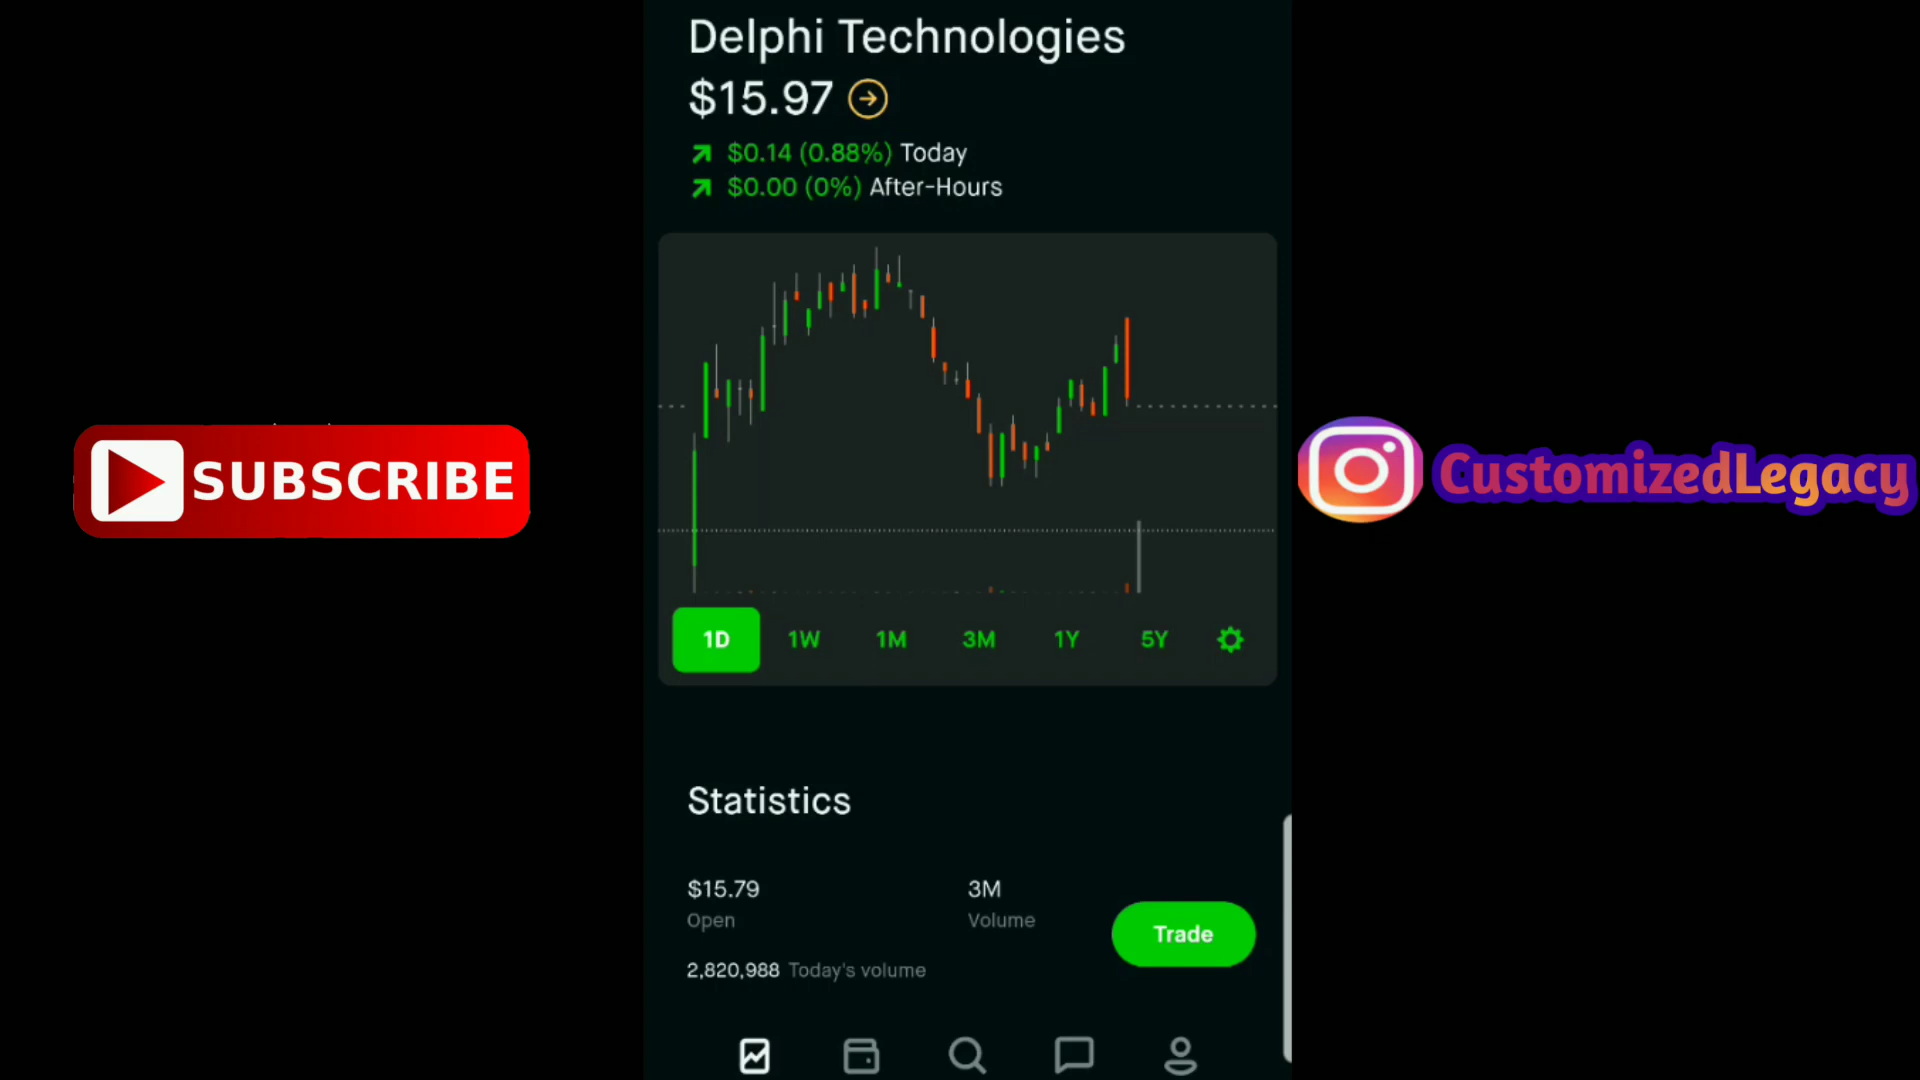 Delphi Technologies
$15.97
$0.14 (0.88%) Today
$0.00 (0%) After-Hours
SUBSCRIBE
CustomizedLegacy
1D 1W 1M 3M 1Y 5Y
Statistics
$15.79 3M
Open Volume
Trade
2,820,988 Today's volume